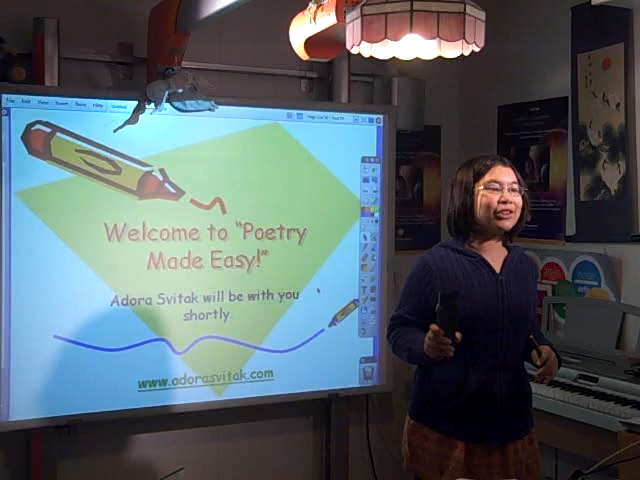 Welcome to "Poetry
Made Easy!"
Adora Svitak will be with you
shortly.
www.adorasvitak.com